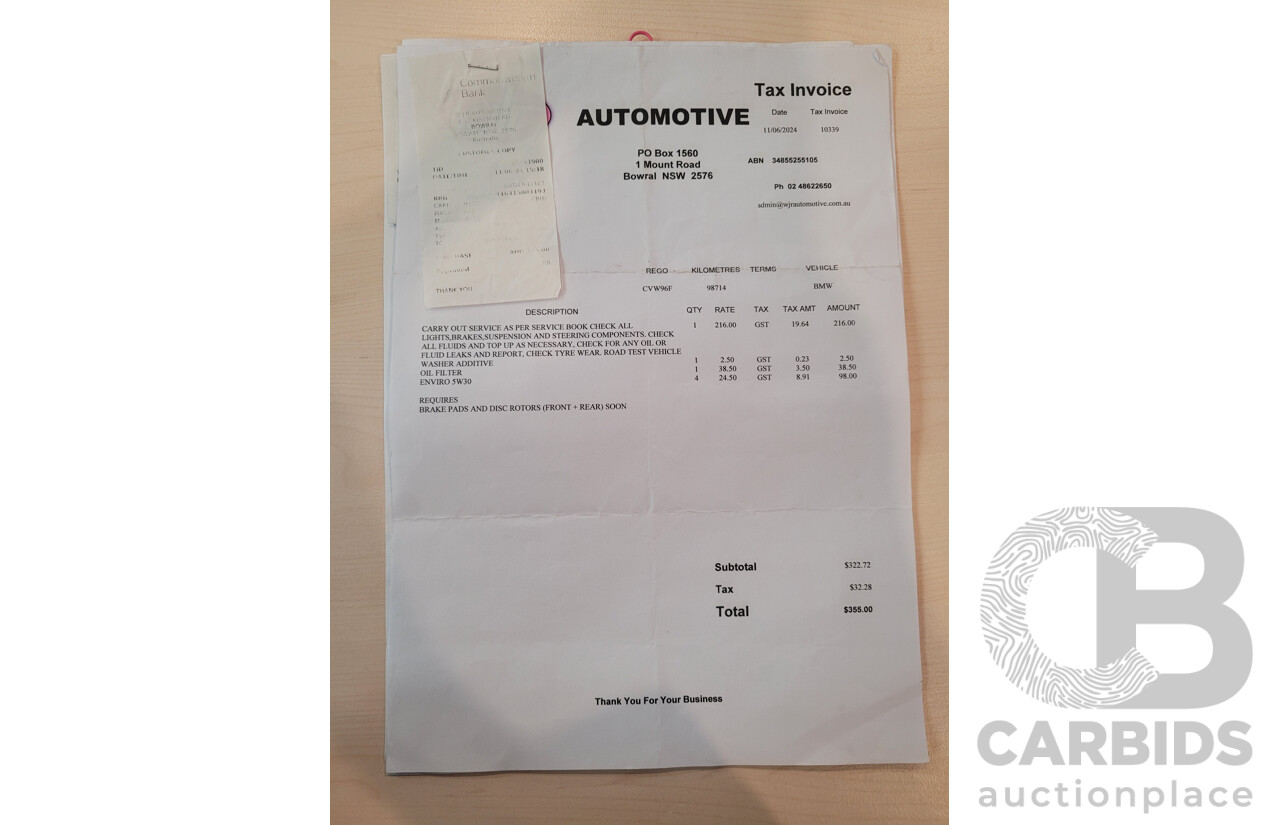 Commonwealth
Bank
BOWRAL
CUSTOMER COPY
THANK YOU
Tax Invoice
AUTOMOTIVE
Date Tax Invoice
11/06/2024 10339
PO Box 1560
1 Mount Road
Bowral NSW 2576
ABN 34855255105
Ph 02 48622650
admin@wjrautomotive.com.au
REGO KILOMETRES TERMS VEHICLE
CVW96F 98714 BMW
DESCRIPTION QTY RATE TAX TAX AMT AMOUNT
CARRY OUT SERVICE AS PER SERVICE BOOK CHECK ALL 1 216.00 GST 19.64 216.00
LIGHTS,BRAKES,SUSPENSION AND STEERING COMPONENTS. CHECK
ALL FLUIDS AND TOP UP AS NECESSARY, CHECK FOR ANY OIL OR
FLUID LEAKS AND REPORT, CHECK TYRE WEAR. ROAD TEST VEHICLE
WASHER ADDITIVE 1 2.50 GST 0.23 2.50
OIL FILTER 1 38.50 GST 3.50 38.50
ENVIRO 5W30 4 24.50 GST 8.91 98.00
REQUIRES
BRAKE PADS AND DISC ROTORS (FRONT + REAR) SOON
Subtotal $322.72
Tax $32.28
Total $355.00
Thank You For Your Business
CB
CARBIDS
auctionplace